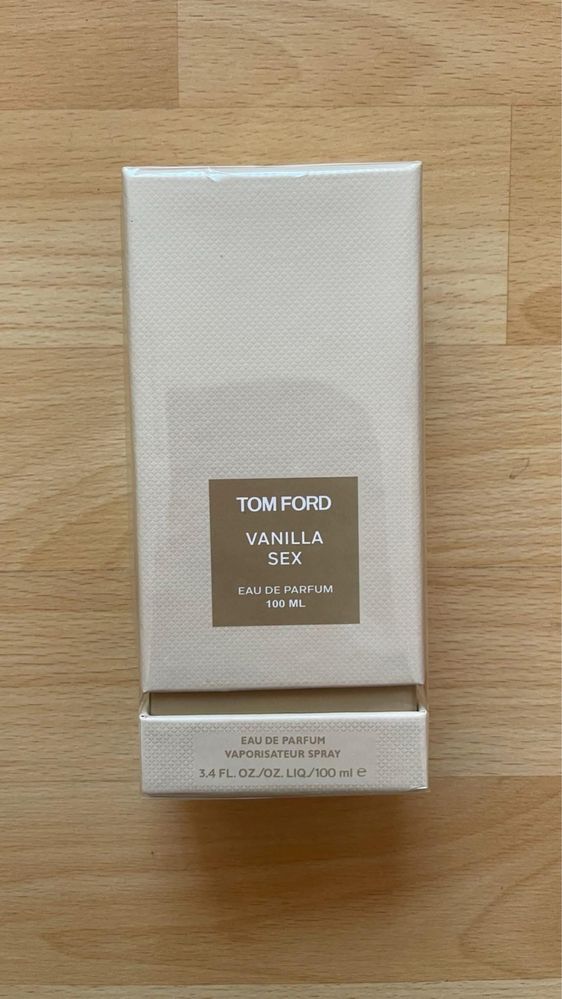 TOM FORD
VANILLA
SEX
EAU DE PARFUM
100 ML
EAU DE PARFUM
VAPORISATEUR SPRAY
3.4 FL. OZ./OZ. LIQ./100 ml ℮